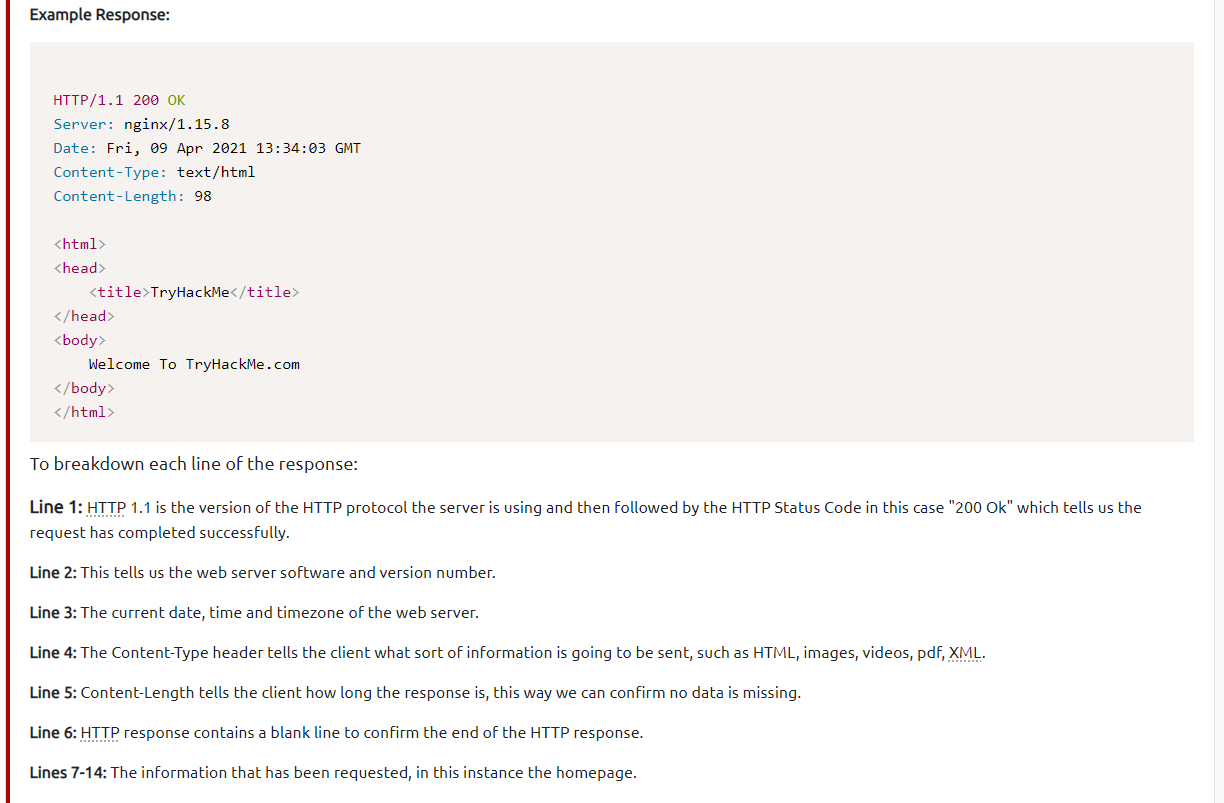 Example Response:
HTTP/1.1 200 OK
Server: nginx/1.15.8
Date: Fri, 09 Apr 2021 13:34:03 GMT
Content-Type: text/html
Content-Length: 98
<html>
<head>
    <title>TryHackMe</title>
</head>
<body>
    Welcome To TryHackMe.com
</body>
</html>
To breakdown each line of the response:
Line 1: HTTP 1.1 is the version of the HTTP protocol the server is using and then followed by the HTTP Status Code in this case "200 Ok" which tells us the
request has completed successfully.
Line 2: This tells us the web server software and version number.
Line 3: The current date, time and timezone of the web server.
Line 4: The Content-Type header tells the client what sort of information is going to be sent, such as HTML, images, videos, pdf, XML.
Line 5: Content-Length tells the client how long the response is, this way we can confirm no data is missing.
Line 6: HTTP response contains a blank line to confirm the end of the HTTP response.
Lines 7-14: The information that has been requested, in this instance the homepage.